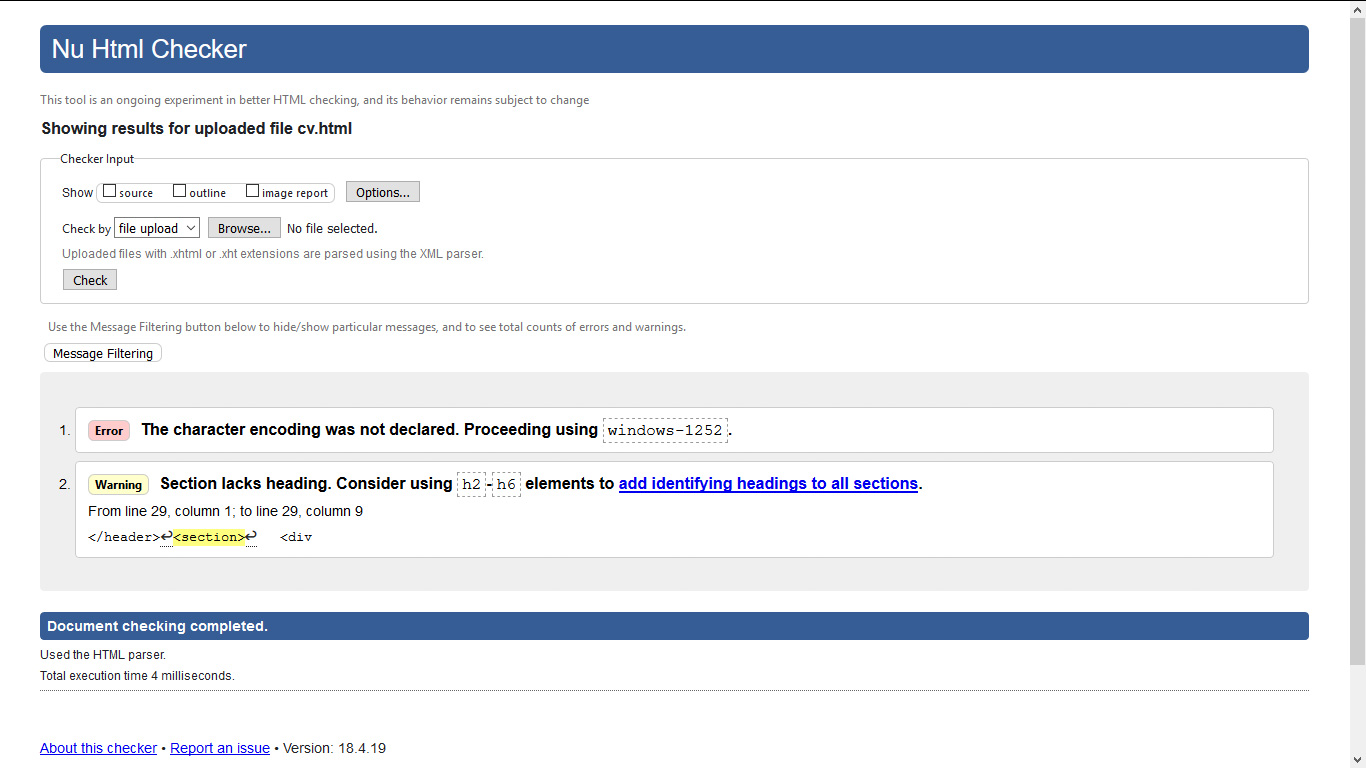 Nu Html Checker
This tool is an ongoing experiment in better HTML checking, and its behavior remains subject to change
Showing results for uploaded file cv.html
Checker Input
Show source outline image report Options...
Check by file upload Browse... No file selected.
Uploaded files with .xhtml or .xht extensions are parsed using the XML parser.
Check
Use the Message Filtering button below to hide/show particular messages, and to see total counts of errors and warnings.
Message Filtering
1. Error The character encoding was not declared. Proceeding using windows-1252.
2. Warning Section lacks heading. Consider using h2-h6 elements to add identifying headings to all sections.
From line 29, column 1; to line 29, column 9
</header>↩<section>↩ <div
Document checking completed.
Used the HTML parser.
Total execution time 4 milliseconds.
About this checker • Report an issue • Version: 18.4.19